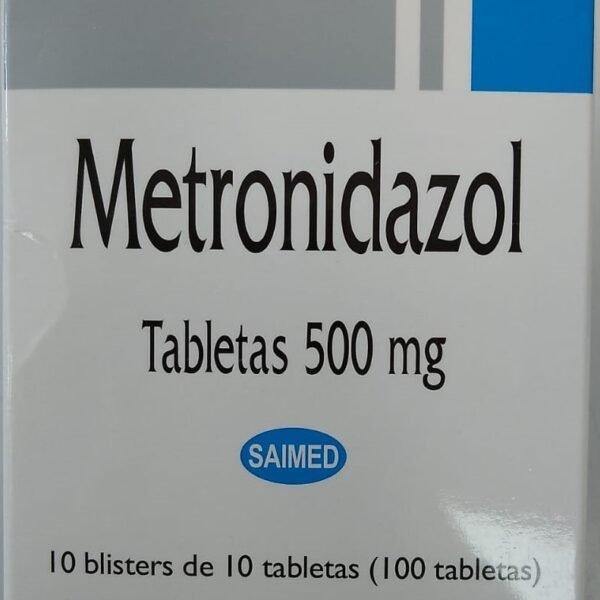 Metronidazol
Tabletas 500 mg
SAIMED
10 blisters de 10 tabletas (100 tabletas)